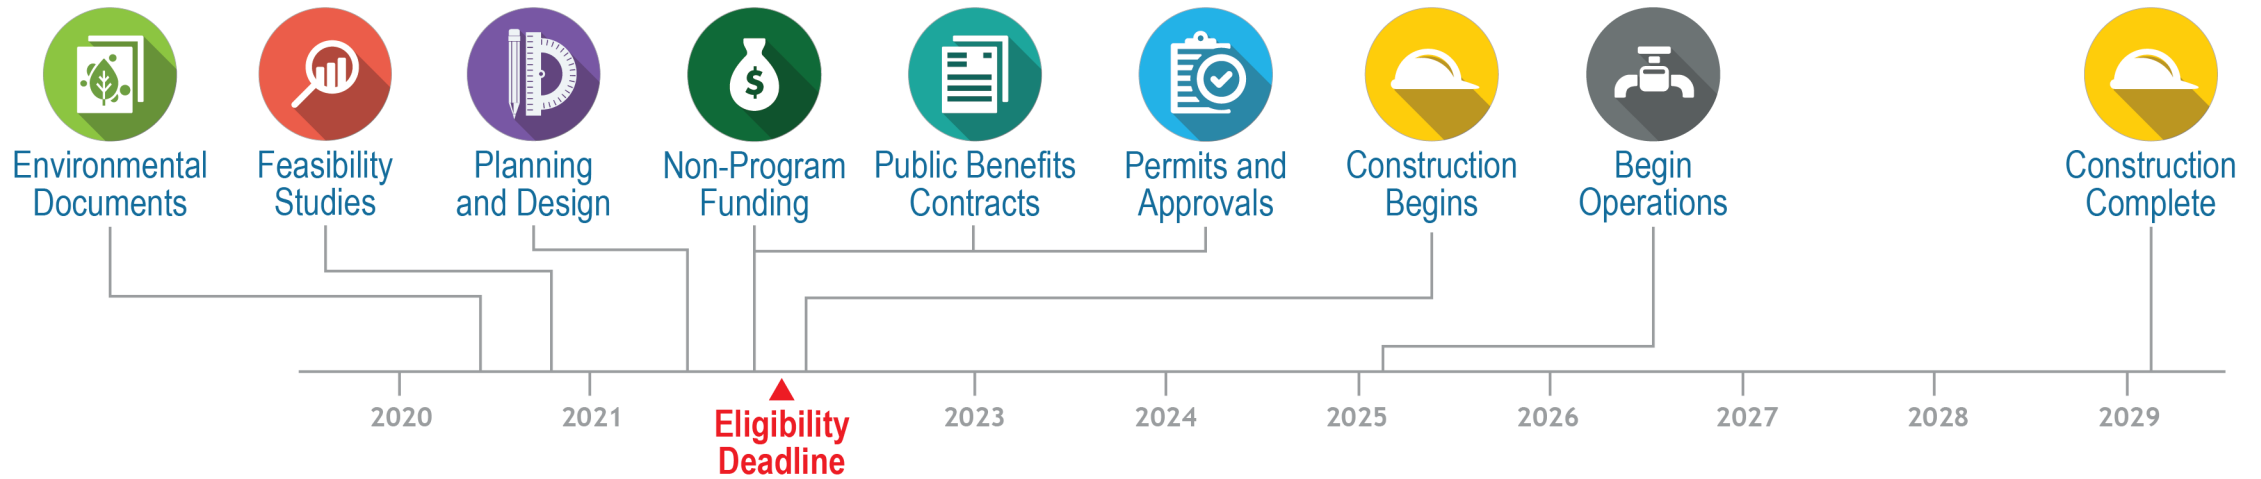 Environmental
Documents
Feasibility
Studies
Planning
and Design
$
Non-Program
Funding
Public Benefits
Contracts
Permits and
Approvals
Construction
Begins
Begin
Operations
Construction
Complete
2020
2021
2023
2024
2025
2026
2027
2028
2029
Eligibility
Deadline